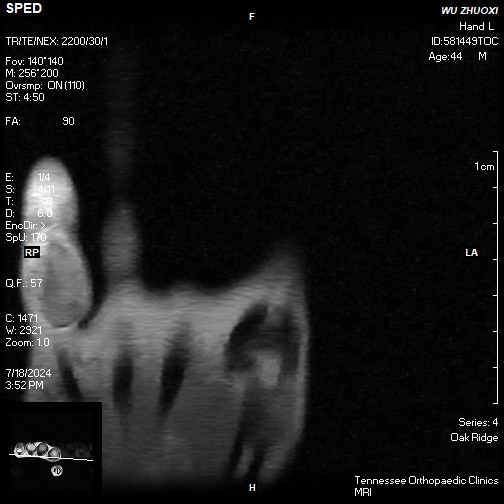 SPED
F
WU ZHUOXI
Hand L
TR/TE/NEX: 2200/30/1
ID:581449TOC
Age:44 M
Fov: 140*140
M: 256*200
Ovrsmp: ON (110)
ST: 4:50
FA: 90
1cm
E: 1/4
S: 4/11
T: 3.0
D: 6.0
EncDir: >
SpU: 170
RP
LA
Q.F.: 57
C: 1471
W: 2921
Zoom: 1.0
7/18/2024
3:52 PM
Series: 4
Oak Ridge
H
Tennessee Orthopaedic Clinics
MRI